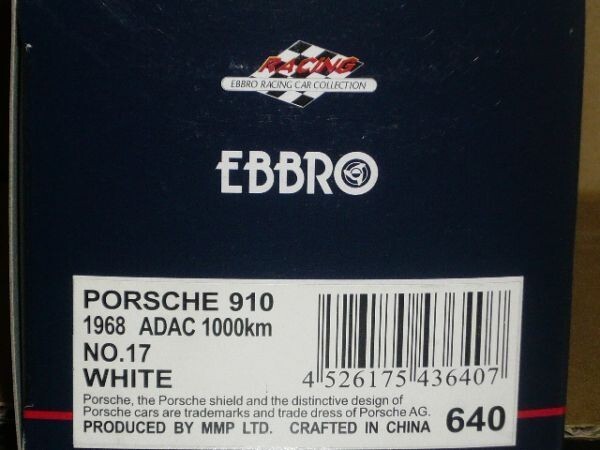 RACING
EBBRO RACING CAR COLLECTION
EBBRO
PORSCHE 910
1968 ADAC 1000km
NO.17
WHITE
4 526175 436407
Porsche, the Porsche shield and the distinctive design of
Porsche cars are trademarks and trade dress of Porsche AG.
PRODUCED BY MMP LTD. CRAFTED IN CHINA 640